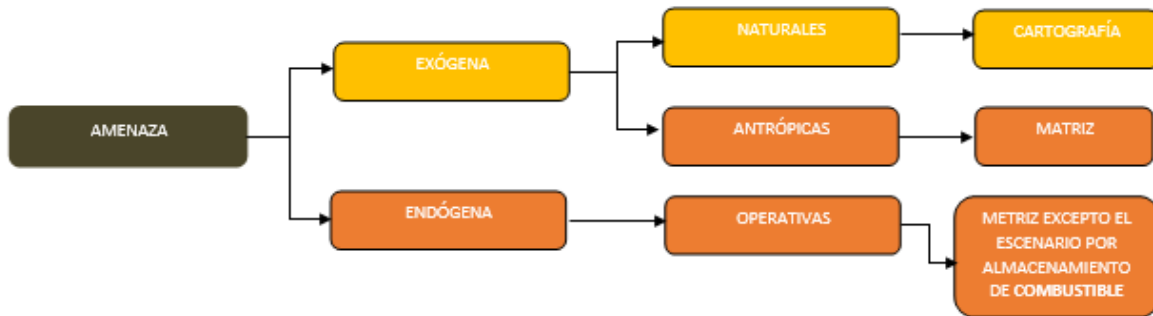 NATURALES
CARTOGRAFÍA
EXÓGENA
AMENAZA
ANTRÓPICAS
MATRIZ
ENDÓGENA
OPERATIVAS
METRIZ EXCEPTO EL
ESCENARIO POR
ALMACENAMIENTO
DE COMBUSTIBLE